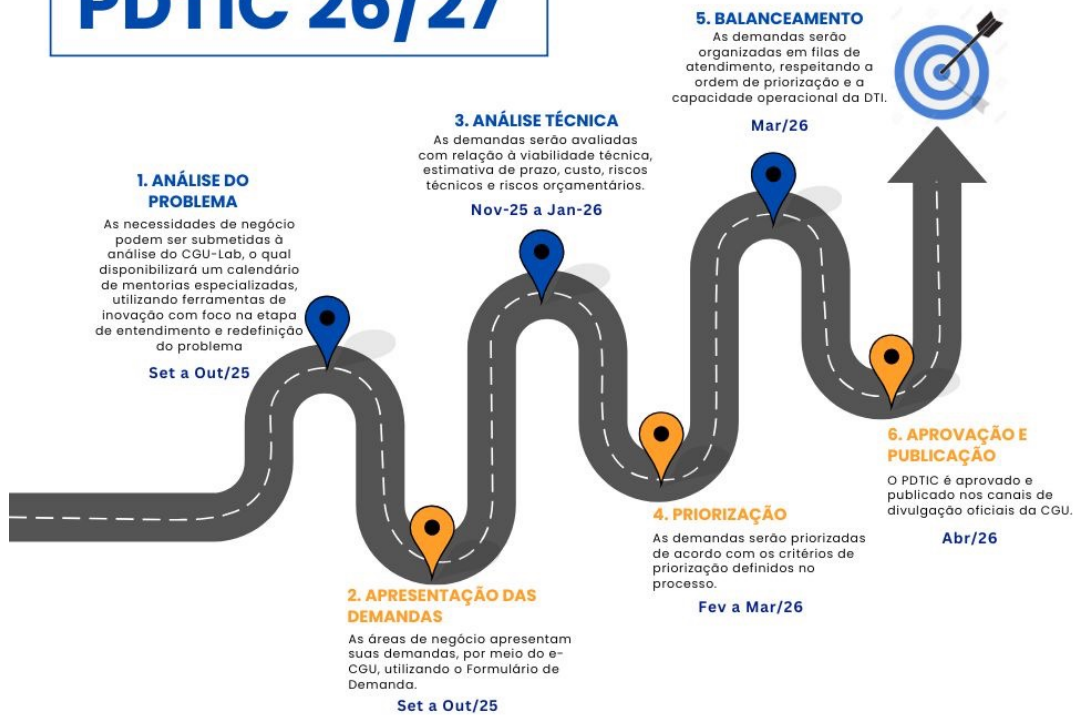 PDTIC 26/27
1. ANÁLISE DO
PROBLEMA
As necessidades de negócio
podem ser submetidas à
análise do CGU-Lab, o qual
disponibilizará um calendário
de mentorias especializadas,
utilizando ferramentas de
inovação com foco na etapa
de entendimento e redefinição
do problema
Set a Out/25
2. APRESENTAÇÃO DAS
DEMANDAS
As áreas de negócio apresentam
suas demandas, por meio do e-
CGU, utilizando o Formulário de
Demanda.
Set a Out/25
3. ANÁLISE TÉCNICA
As demandas serão avaliadas
com relação à viabilidade técnica,
estimativa de prazo, custo, riscos
técnicos e riscos orçamentários.
Nov-25 a Jan-26
4. PRIORIZAÇÃO
As demandas serão priorizadas
de acordo com os critérios de
priorização definidos no
processo.
Fev a Mar/26
5. BALANCEAMENTO
As demandas serão
organizadas em filas de
atendimento, respeitando a
ordem de priorização e a
capacidade operacional da DTI.
Mar/26
6. APROVAÇÃO E
PUBLICAÇÃO
O PDTIC é aprovado e
publicado nos canais de
divulgação oficiais da CGU.
Abr/26